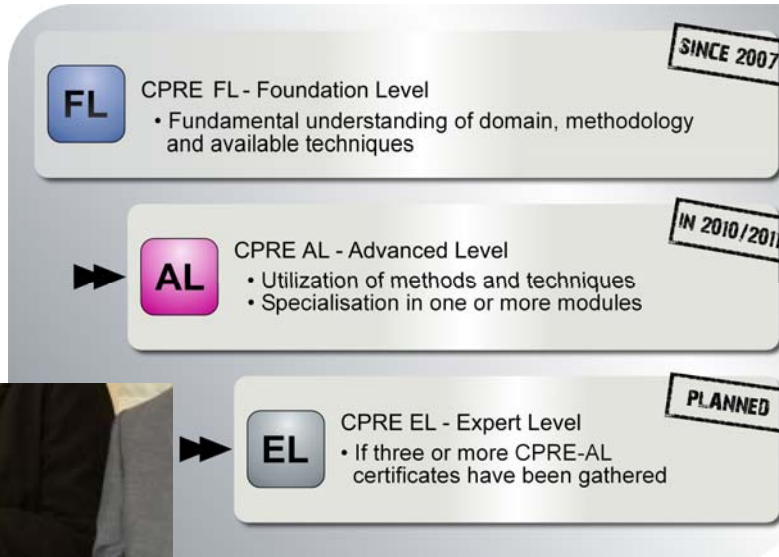 SINCE 2007
FL
CPRE FL - Foundation Level
• Fundamental understanding of domain, methodology
and available techniques
IN 2010/2011
AL
CPRE AL - Advanced Level
• Utilization of methods and techniques
• Specialisation in one or more modules
PLANNED
EL
CPRE EL - Expert Level
• If three or more CPRE-AL
certificates have been gathered